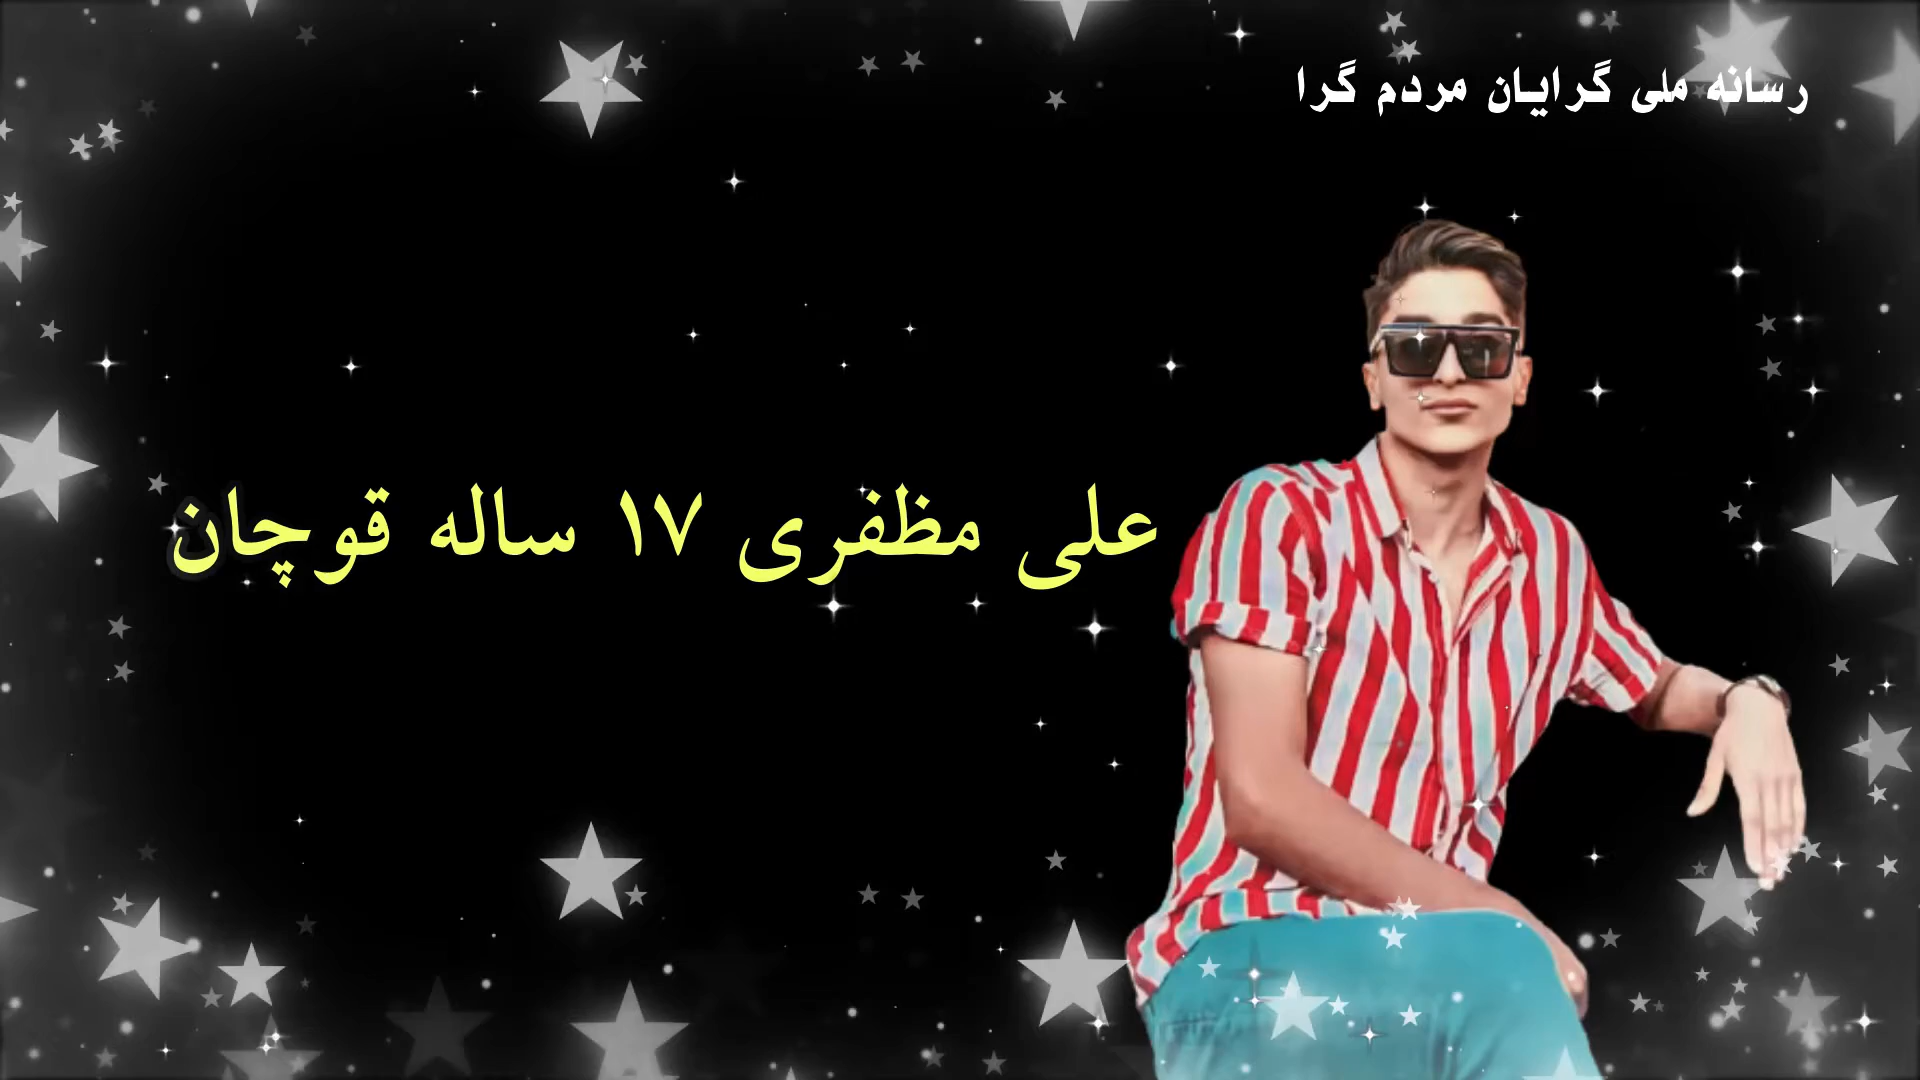 رسانه ملی گرایان مردم گرا
علی مظفری ۱۷ ساله قوچان